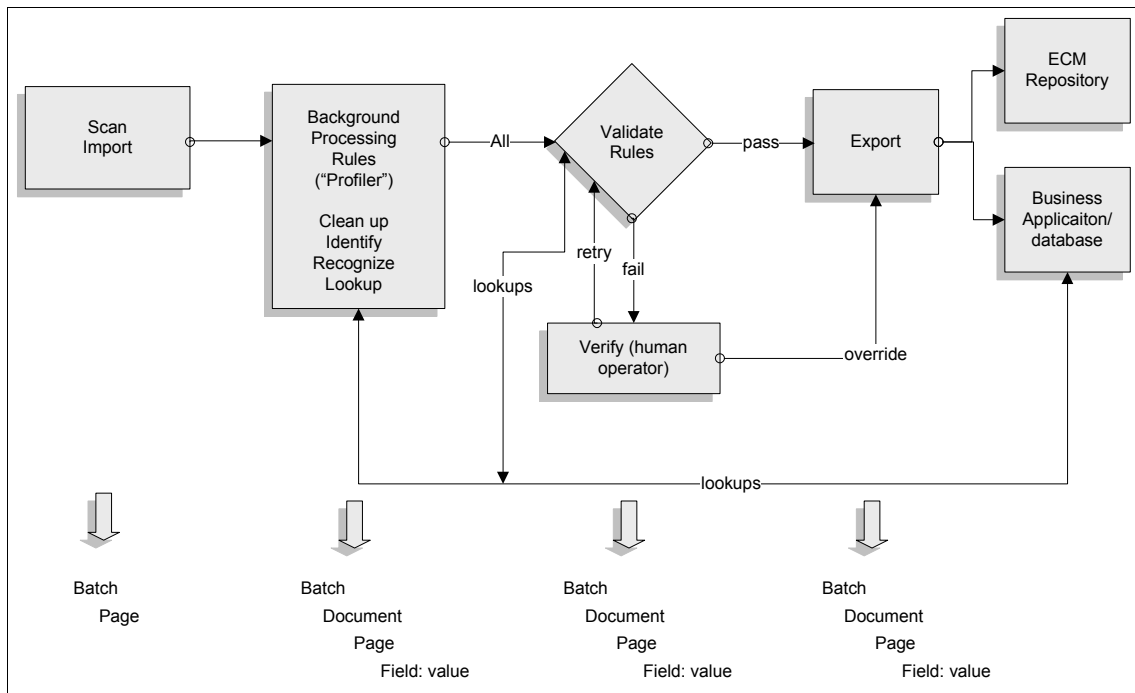 Scan
Import
Background
Processing
Rules
(“Profiler”)
Clean up
Identify
Recognize
Lookup
All
Validate
Rules
pass
Export
ECM
Repository
Business
Applicaiton/
database
retry
fail
lookups
Verify (human
operator)
override
lookups
Batch
Page
Batch
Document
Page
Field: value
Batch
Document
Page
Field: value
Batch
Document
Page
Field: value